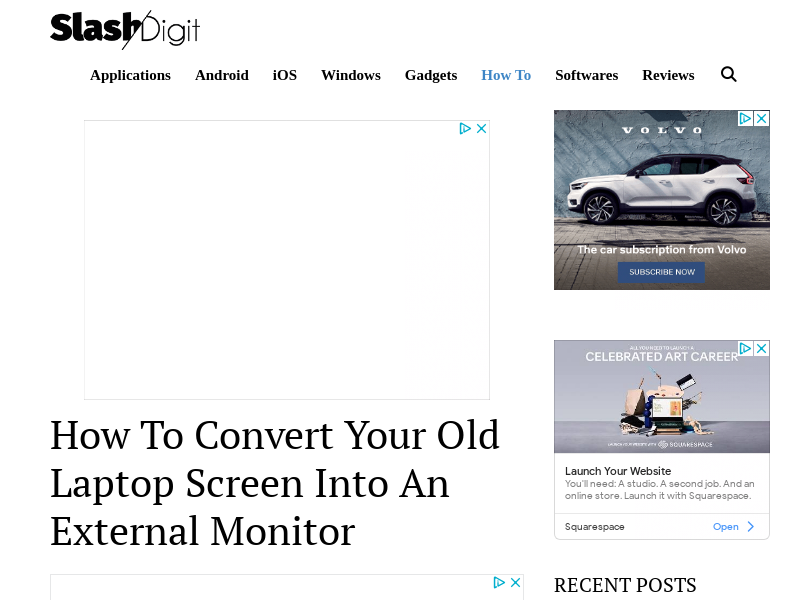 SlashDigit
Applications Android iOS Windows Gadgets How To Softwares Reviews
VOLVO
The car subscription from Volvo
SUBSCRIBE NOW
ALL YOU NEED TO LAUNCH A
CELEBRATED ART CAREER
SQUARESPACE
How To Convert Your Old
Laptop Screen Into An
External Monitor
Launch Your Website
You'll need: A studio. A second job. And an
online store. Launch it with Squarespace.
Squarespace Open
RECENT POSTS